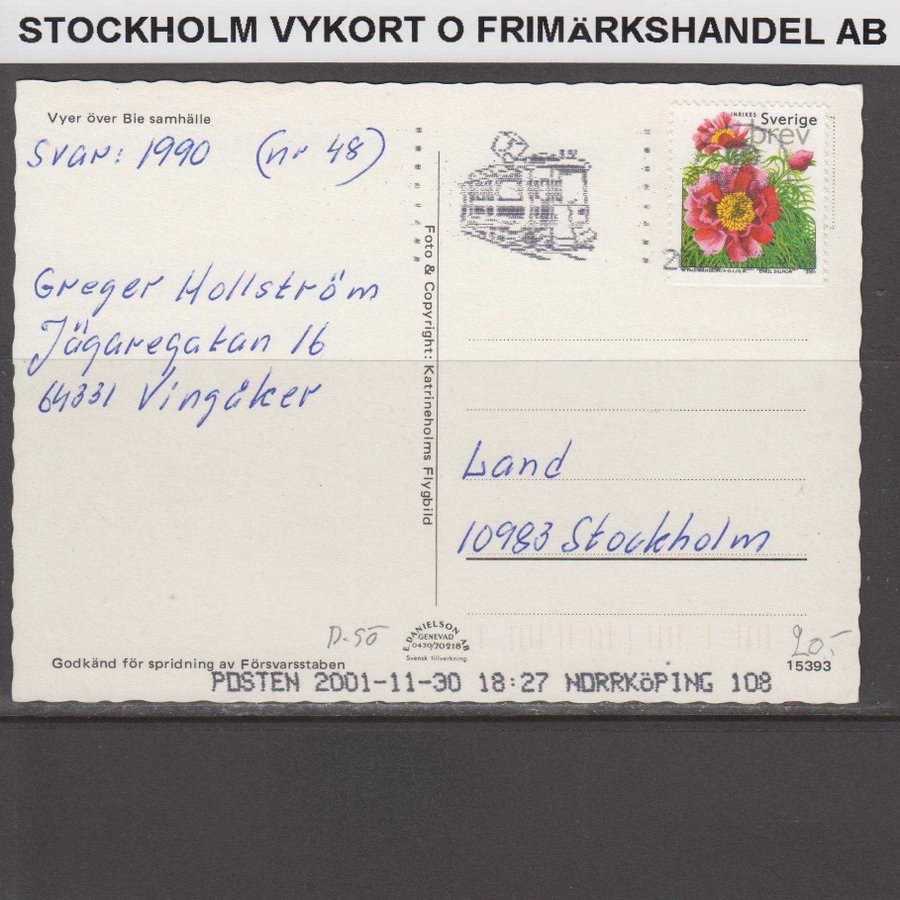 STOCKHOLM VYKORT O FRIMÄRKSHANDEL AB
Vyer över Bie samhälle
Svar: 1990 (nr 48)
Greger Hollström
Jägaregatan 16
64331 Vingåker
Foto & Copyright: Katrineholms Flygbild
INRIKES Sverige
brev
2001
Land
10983 Stockholm
D-50
E. DANIELSON AB
GENEVAD
0430/70218
Svensk tillverkning
20:-
15393
Godkänd för spridning av Försvarsstaben
POSTEN 2001-11-30 18:27 NORRKöPING 108